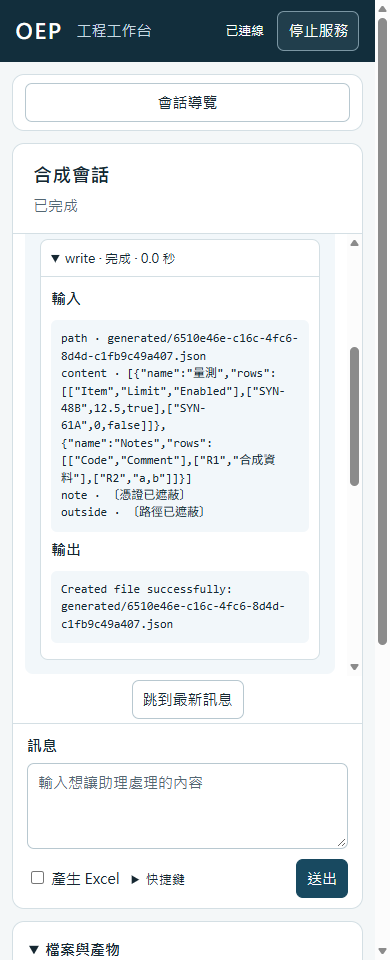 OEP 工程工作台 已連線 停止服務
會話導覽
合成會話
已完成
▼ write · 完成 · 0.0 秒
輸入
path · generated/6510e46e-c16c-4fc6-
8d4d-c1fb9c49a407.json
content · [{"name":"量測","rows":
[["Item","Limit","Enabled"],["SYN-
48B",12.5,true],["SYN-
61A",0,false]]},
{"name":"Notes","rows":
[["Code","Comment"],["R1","合成資
料"],["R2","a,b"]]}]
note · 〔憑證已遮蔽〕
outside · 〔路徑已遮蔽〕
輸出
Created file successfully:
generated/6510e46e-c16c-4fc6-8d4d-
c1fb9c49a407.json
跳到最新訊息
訊息
輸入想讓助理處理的內容
產生 Excel ▶ 快捷鍵 送出
▼ 檔案與產物